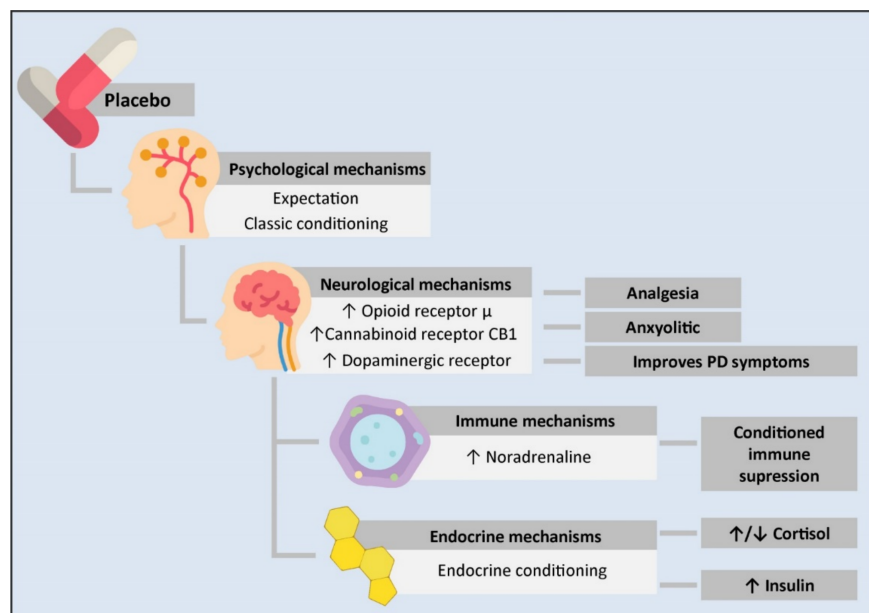 Placebo
Psychological mechanisms
Expectation
Classic conditioning
Neurological mechanisms
↑ Opioid receptor μ
↑Cannabinoid receptor CB1
↑ Dopaminergic receptor
Analgesia
Anxyolitic
Improves PD symptoms
Immune mechanisms
↑ Noradrenaline
Conditioned
immune
supression
Endocrine mechanisms
Endocrine conditioning
↑/↓ Cortisol
↑ Insulin